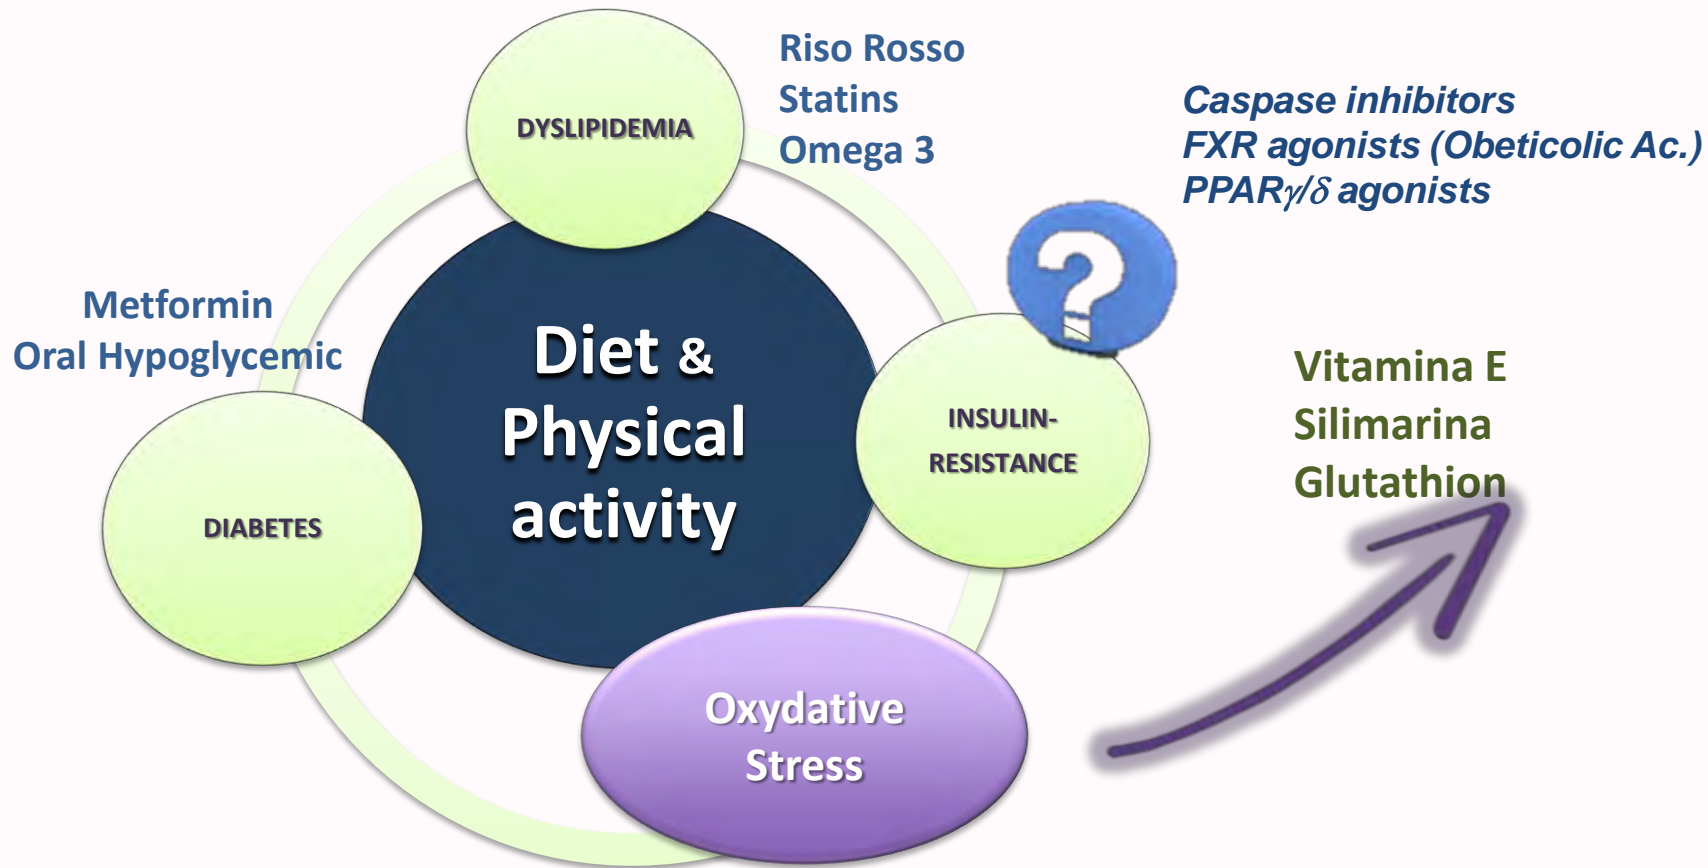 DYSLIPIDEMIA
Riso Rosso
Statins
Omega 3
Caspase inhibitors
FXR agonists (Obeticolic Ac.)
PPARγ/δ agonists
?
Metformin
Oral Hypoglycemic
Diet &
Physical
activity
INSULIN-
RESISTANCE
Vitamina E
Silimarina
Glutathion
DIABETES
Oxydative
Stress